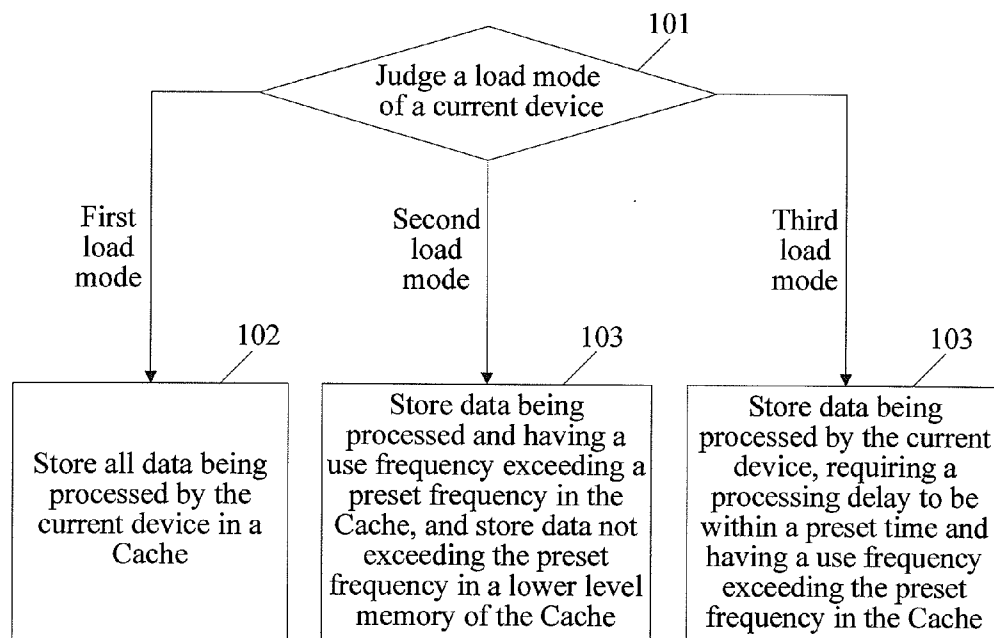 101
Judge a load mode
of a current device
First
load
mode
Second
load
mode
Third
load
mode
102
103
103
Store all data being
processed by the
current device in a
Cache
Store data being
processed and having a
use frequency exceeding a
preset frequency in the
Cache, and store data not
exceeding the preset
frequency in a lower level
memory of the Cache
Store data being
processed by the current
device, requiring a
processing delay to be
within a preset time and
having a use frequency
exceeding the preset
frequency in the Cache